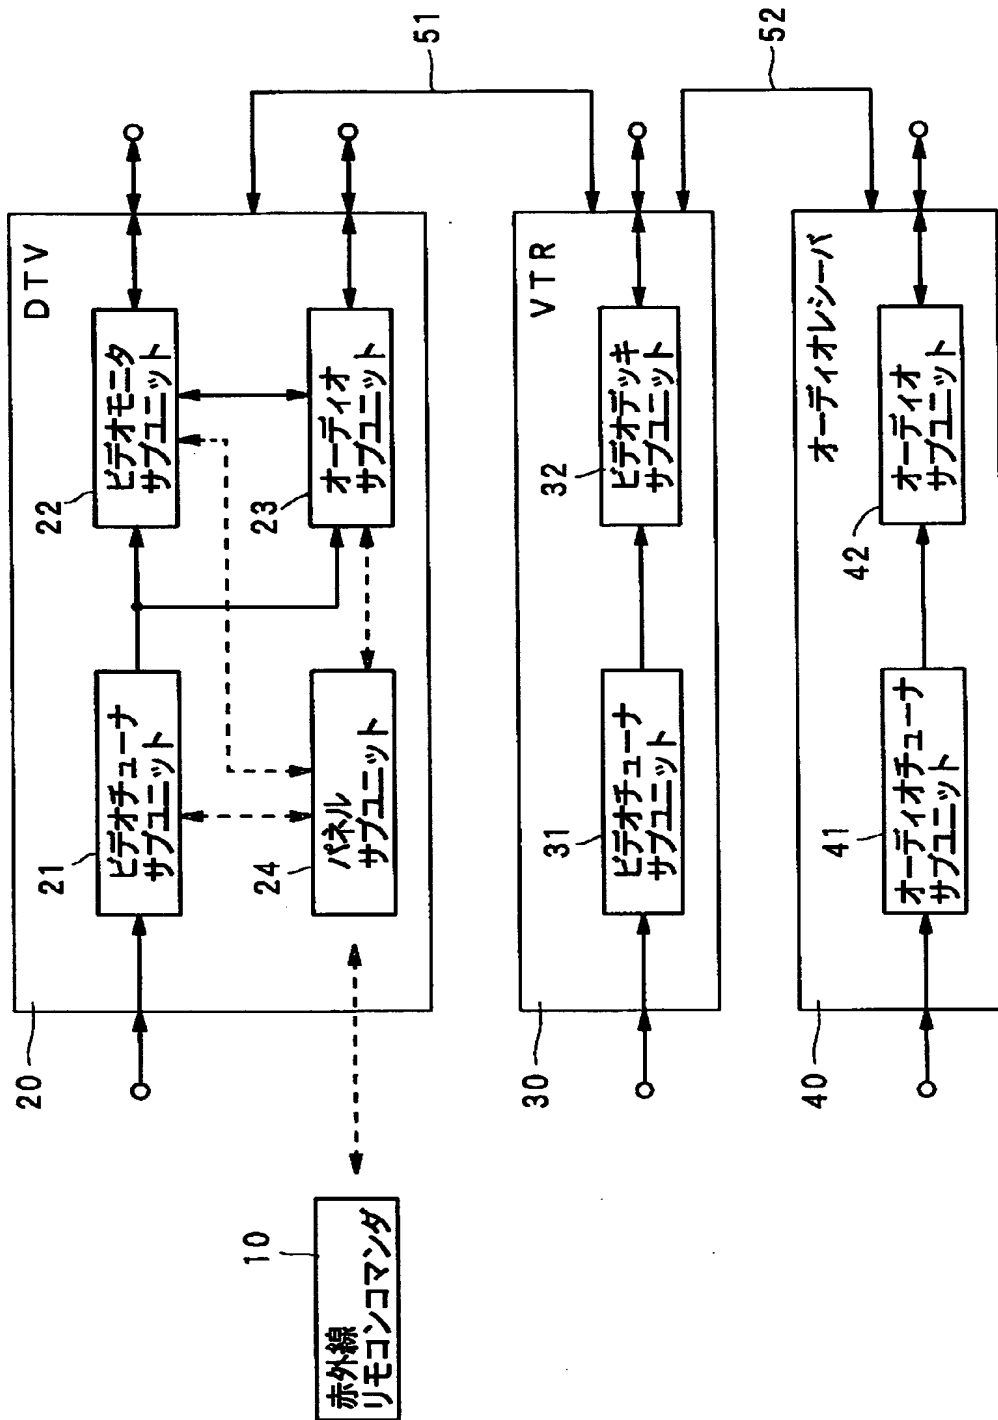 10
赤外線
リモコンコマンダ
20
DTV
21
ビデオチューナ
サブユニット
22
ビデオモニタ
サブユニット
24
パネル
サブユニット
23
オーディオ
サブユニット
51
30
VTR
31
ビデオチューナ
サブユニット
32
ビデオデッキ
サブユニット
52
40
オーディオレシーバ
41
オーディオチューナ
サブユニット
42
オーディオ
サブユニット